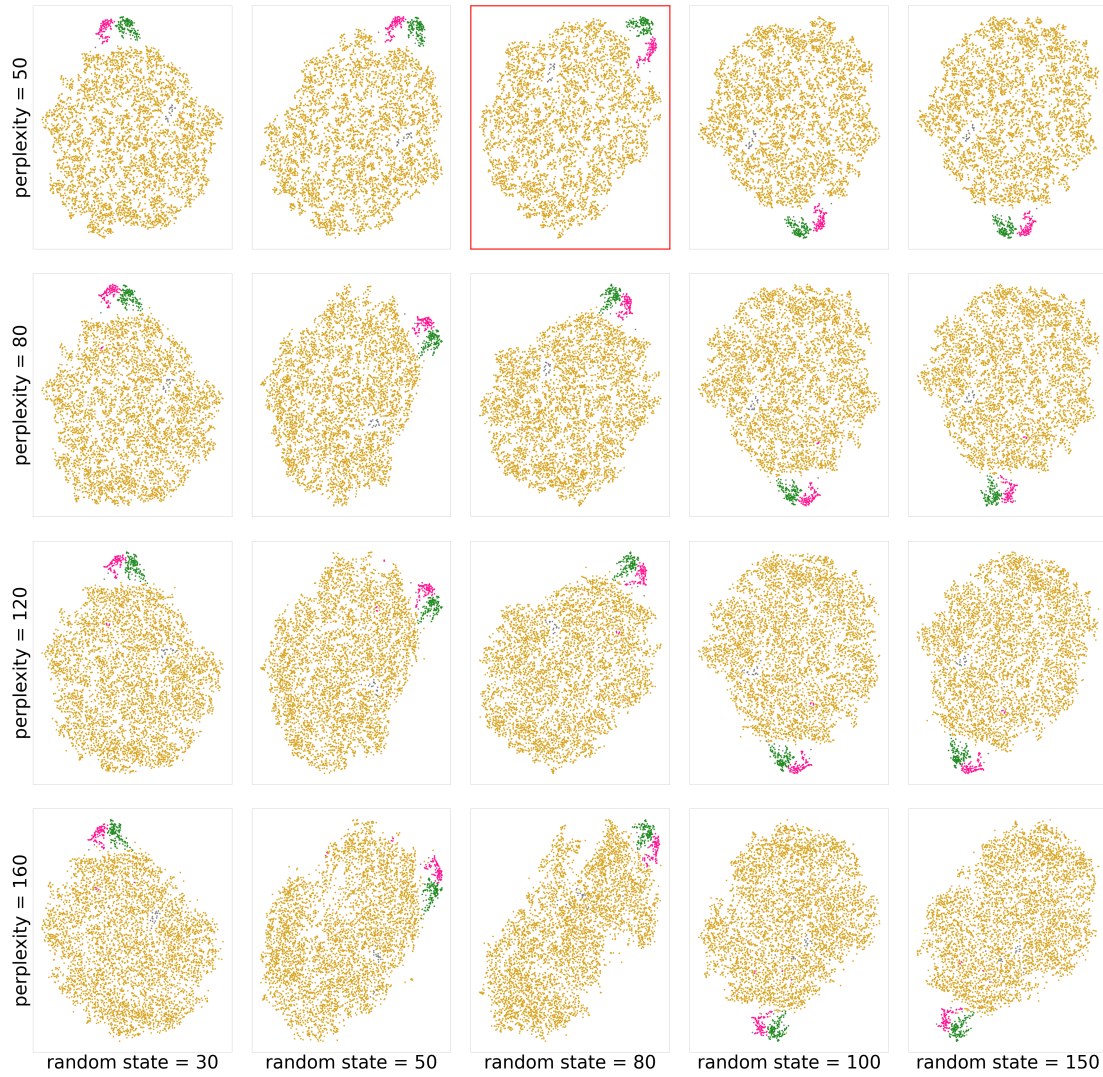 perplexity = 50
perplexity = 80
perplexity = 120
perplexity = 160
random state = 30
random state = 50
random state = 80
random state = 100
random state = 150